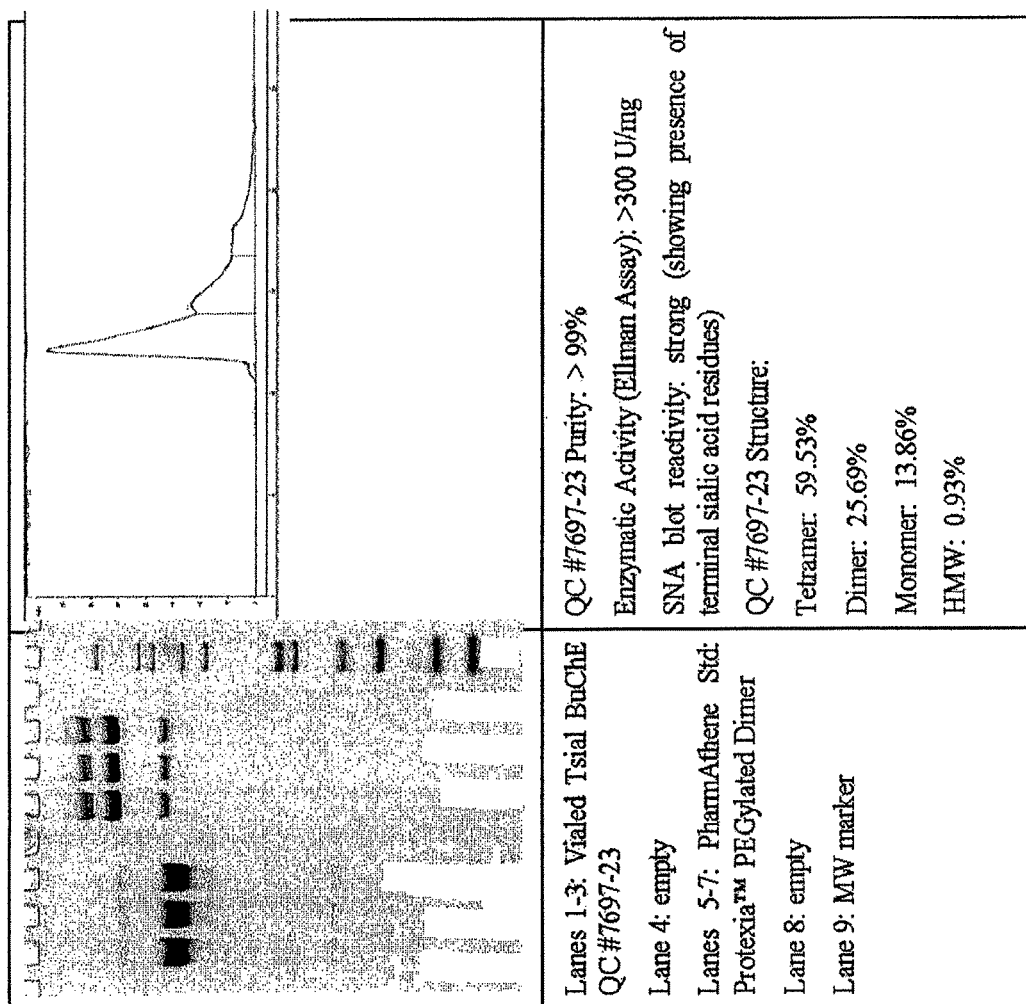 Lanes 1-3: Vialed Tsial BuChE
QC#7697-23
Lane 4: empty
Lanes 5-7: PharmAthene Std:
Protexia™ PEGylated Dimer
Lane 8: empty
Lane 9: MW marker
QC #7697-23 Purity: > 99%
Enzymatic Activity (Ellman Assay): >300 U/mg
SNA blot reactivity: strong (showing presence of
terminal sialic acid residues)
QC #7697-23 Structure:
Tetramer: 59.53%
Dimer: 25.69%
Monomer: 13.86%
HMW: 0.93%